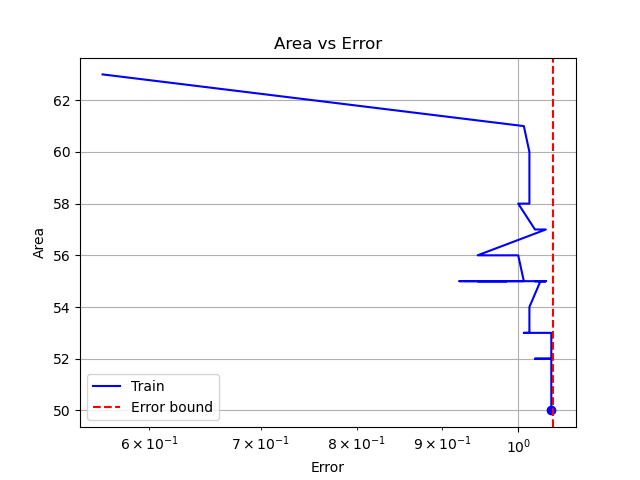 Area vs Error
Area
62
60
58
56
54
52
50
Train
Error bound
6 × 10⁻¹
7 × 10⁻¹
8 × 10⁻¹
9 × 10⁻¹
10⁰
Error